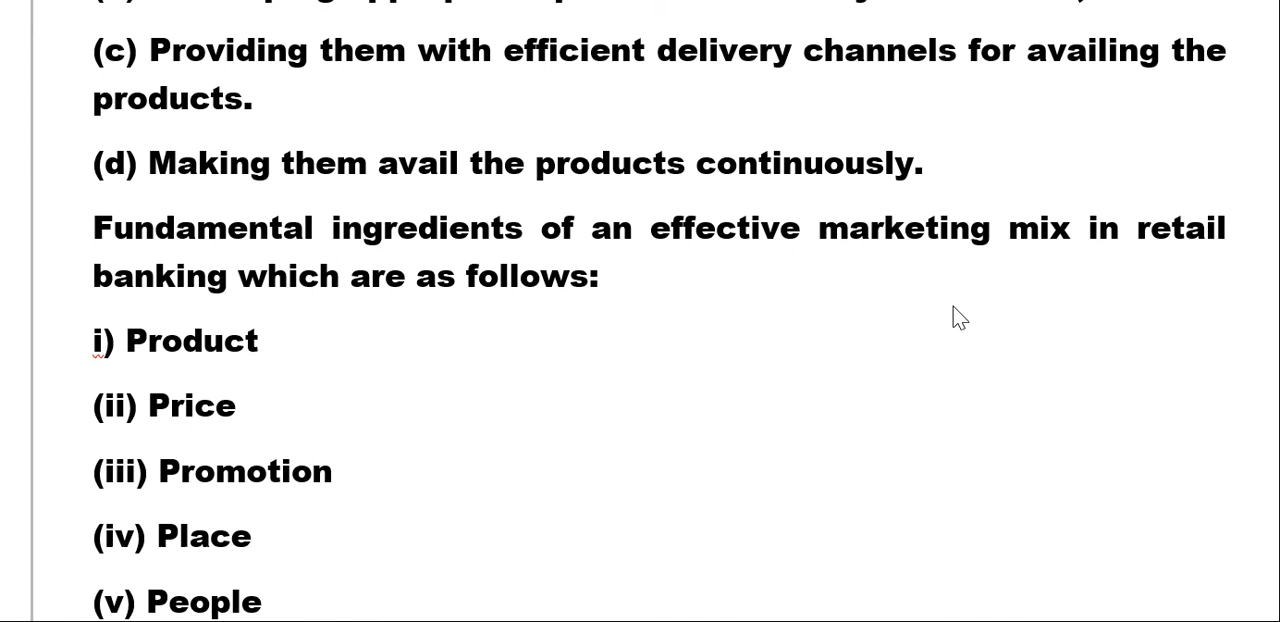 (c) Providing them with efficient delivery channels for availing the
products.
(d) Making them avail the products continuously.
Fundamental ingredients of an effective marketing mix in retail
banking which are as follows:
i) Product
(ii) Price
(iii) Promotion
(iv) Place
(v) People